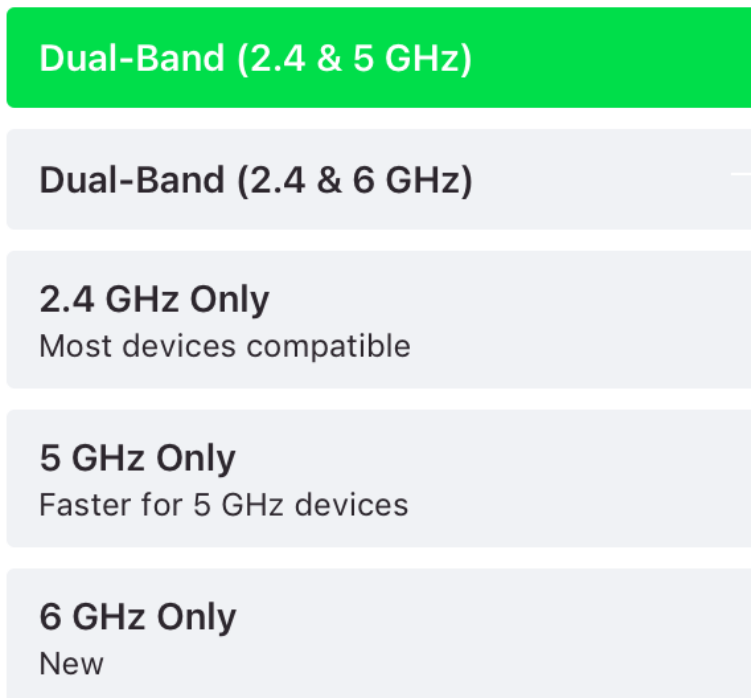 Dual-Band (2.4 & 5 GHz)
Dual-Band (2.4 & 6 GHz)
2.4 GHz Only
Most devices compatible
5 GHz Only
Faster for 5 GHz devices
6 GHz Only
New